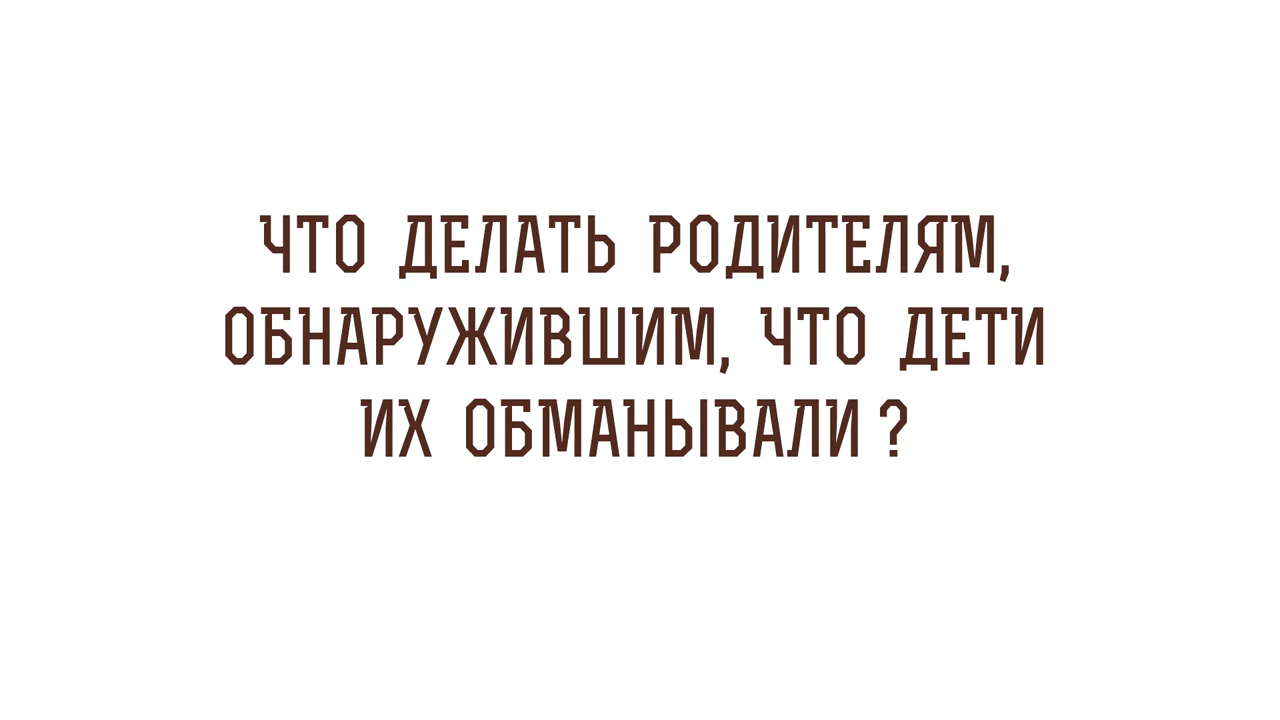 ЧТО ДЕЛАТЬ РОДИТЕЛЯМ,
ОБНАРУЖИВШИМ, ЧТО ДЕТИ
ИХ ОБМАНЫВАЛИ ?